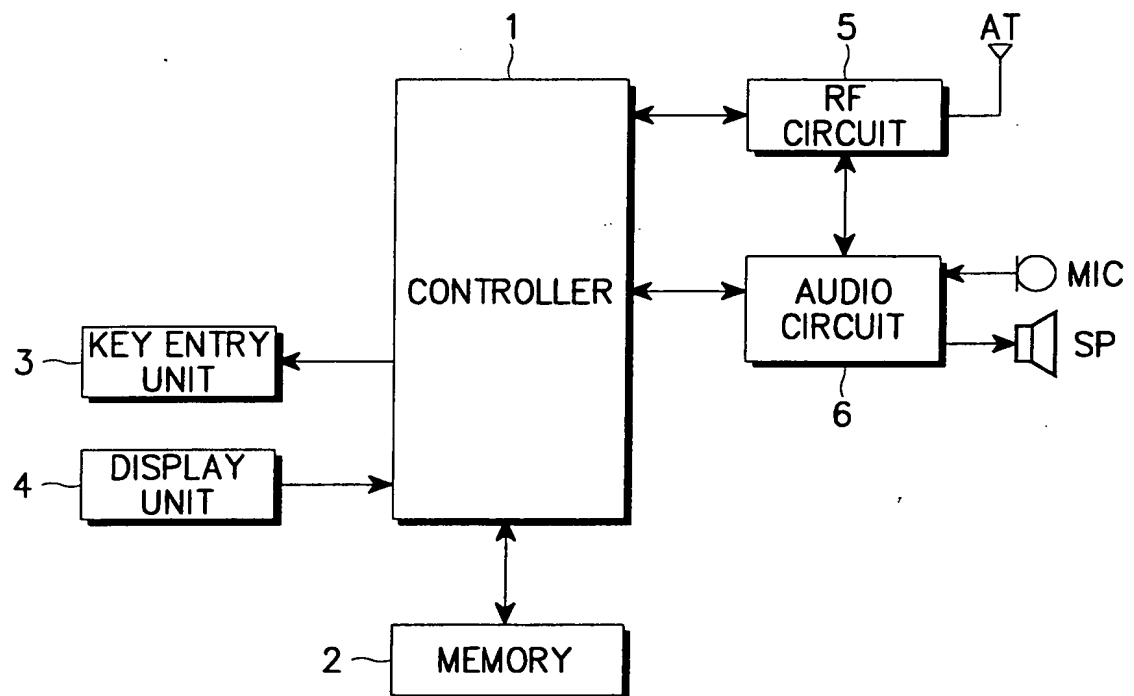 1
5
AT
RF
CIRCUIT
CONTROLLER
AUDIO
CIRCUIT
MIC
SP
6
3
KEY ENTRY
UNIT
4
DISPLAY
UNIT
2
MEMORY